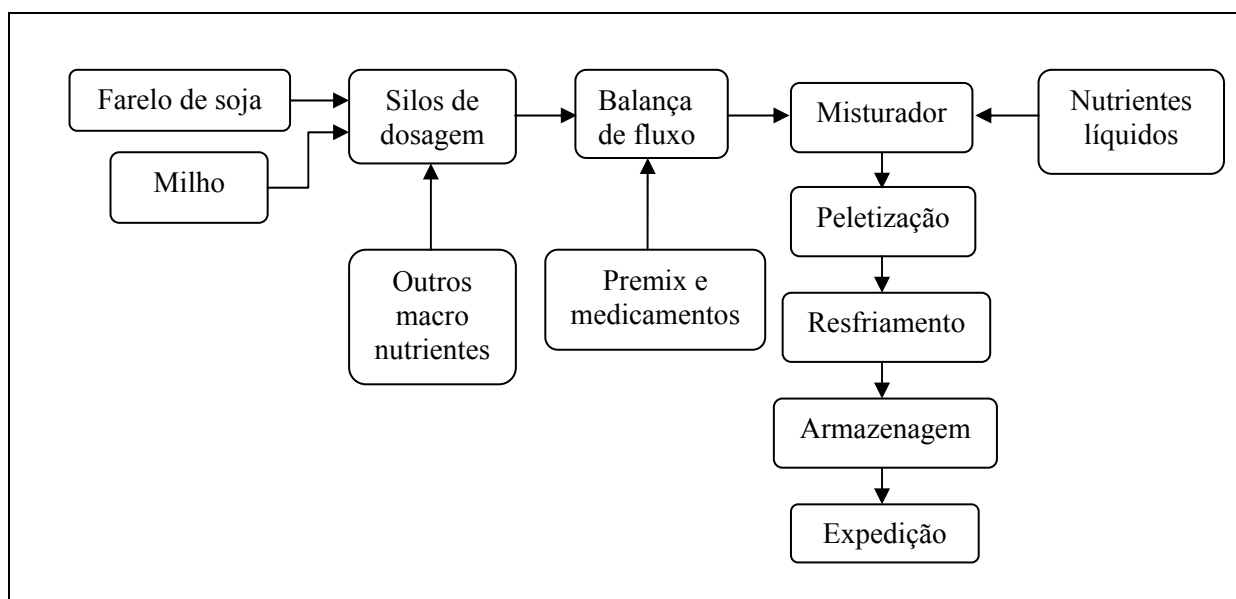 Farelo de soja
Milho
Silos de
dosagem
Outros
macro
nutrientes
Balança
de fluxo
Premix e
medicamentos
Misturador
Nutrientes
líquidos
Peletização
Resfriamento
Armazenagem
Expedição